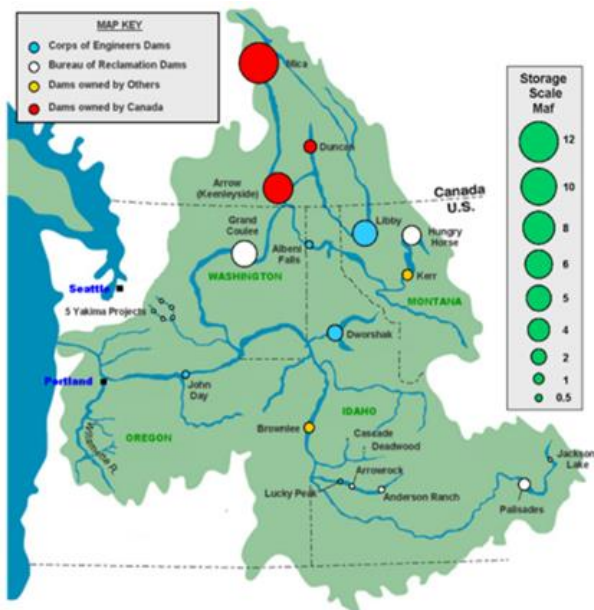 MAP KEY
Corps of Engineers Dams
Bureau of Reclamation Dams
Dams owned by Others
Dams owned by Canada
Storage
Scale
Maf
12
10
8
6
5
4
2
1
0.5
Mica
Duncan
Arrow
(Keenleyside)
Canada
U.S.
Grand
Coulee
Libby
Hungry
Horse
Albeni
Falls
WASHINGTON
Kerr
Seattle
MONTANA
5 Yakima Projects
Dworshak
Portland
John
Day
IDAHO
Brownlee
Cascade
OREGON
Willamette R.
Deadwood
Jackson
Lake
Arrowrock
Lucky Peak
Anderson Ranch
Palisades